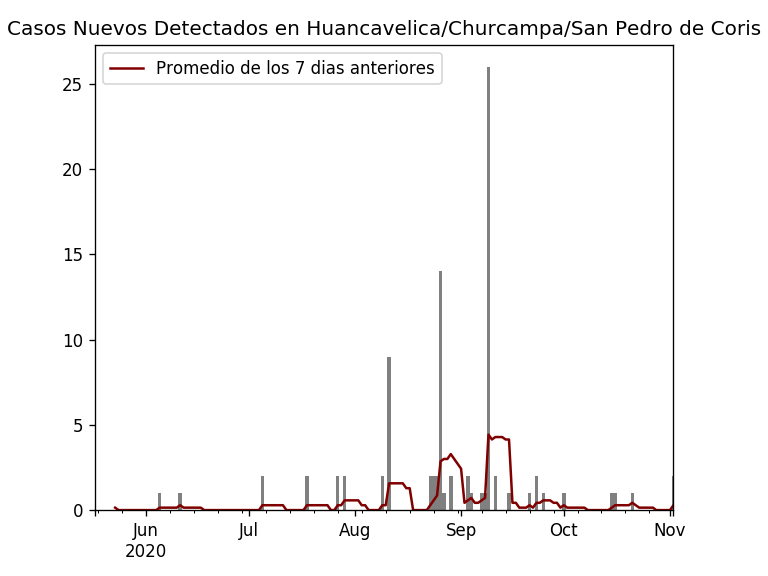 Casos Nuevos Detectados en Huancavelica/Churcampa/San Pedro de Coris
Promedio de los 7 dias anteriores
25
20
15
10
5
0
Jun Jul Aug Sep Oct Nov
2020